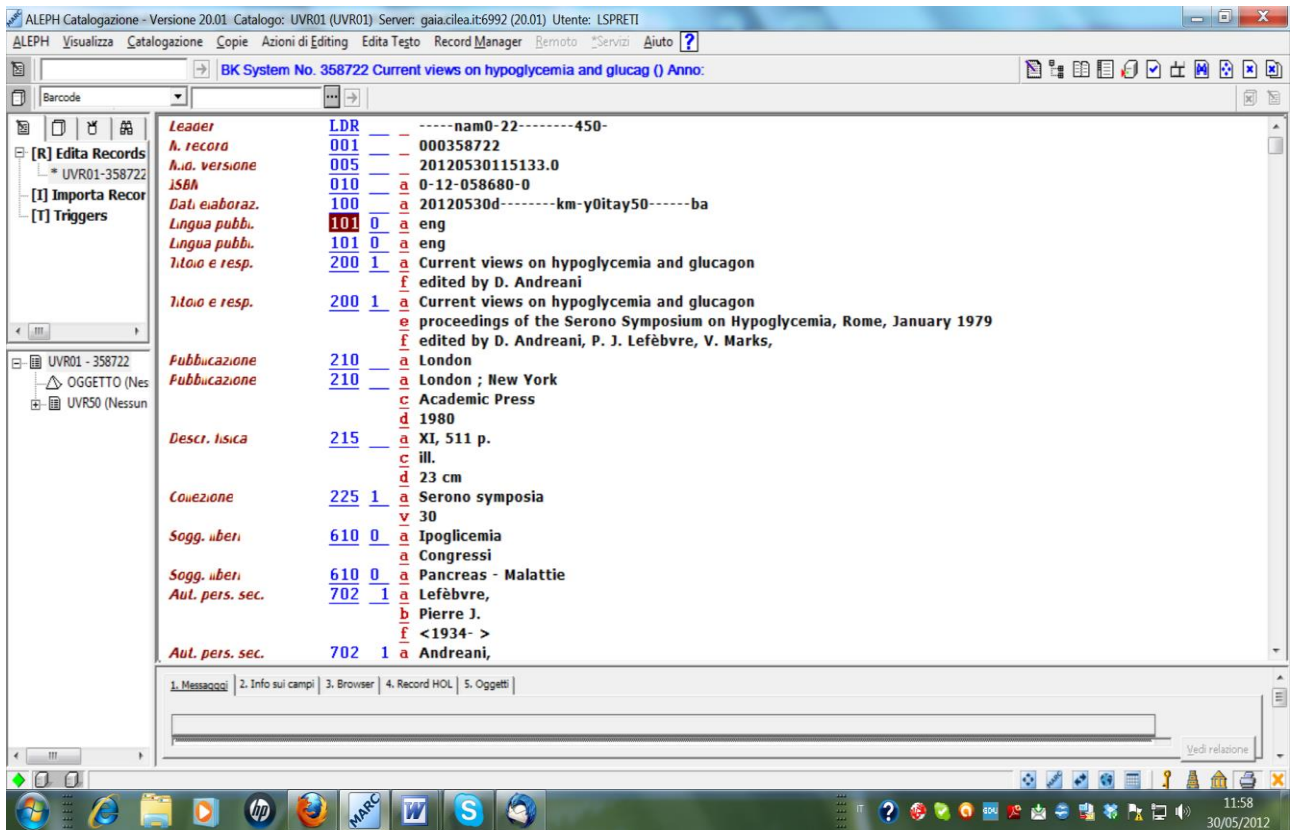 ALEPH Catalogazione - Versione 20.01 Catalogo: UVR01 (UVR01) Server: gaia.cilea.it:6992 (20.01) Utente: LSPRETI
ALEPH Visualizza Catalogazione Copie Azioni di Editing Edita Testo Record Manager Remoto *Servizi Aiuto ?
BK System No. 358722 Current views on hypoglycemia and glucag () Anno:
Barcode ...
[R] Edita Records
* UVR01-358722
[I] Importa Recor
[T] Triggers
Leader LDR -----nam0-22--------450-
N. record 001 000358722
005 20120530115133.0
ISBN 010 a 0-12-058680-0
Dati elaboraz. 100 a 20120530d--------km-y0itay50------ba
Lingua pubbl. 101 0 a eng
Lingua pubbl. 101 0 a eng
Titolo e resp. 200 1 a Current views on hypoglycemia and glucagon
f edited by D. Andreani
Titolo e resp. 200 1 a Current views on hypoglycemia and glucagon
e proceedings of the Serono Symposium on Hypoglycemia, Rome, January 1979
f edited by D. Andreani, P. J. Lefèbvre, V. Marks,
Pubblicazione 210 a London
Pubblicazione 210 a London ; New York
c Academic Press
d 1980
Descr. fisica 215 a XI, 511 p.
c ill.
d 23 cm
Collezione 225 1 a Serono symposia
v 30
Sogg. liberi 610 0 a Ipoglicemia
a Congressi
Sogg. liberi 610 0 a Pancreas - Malattie
Aut. pers. sec. 702 1 a Lefèbvre,
b Pierre J.
f <1934- >
Aut. pers. sec. 702 1 a Andreani,
UVR01 - 358722
OGGETTO (Nes
UVR50 (Nessun
1. Messaggi 2. Info sui campi 3. Browser 4. Record HOL 5. Oggetti
Vedi relazione
hp MARC W S IT ?
11:58
30/05/2012